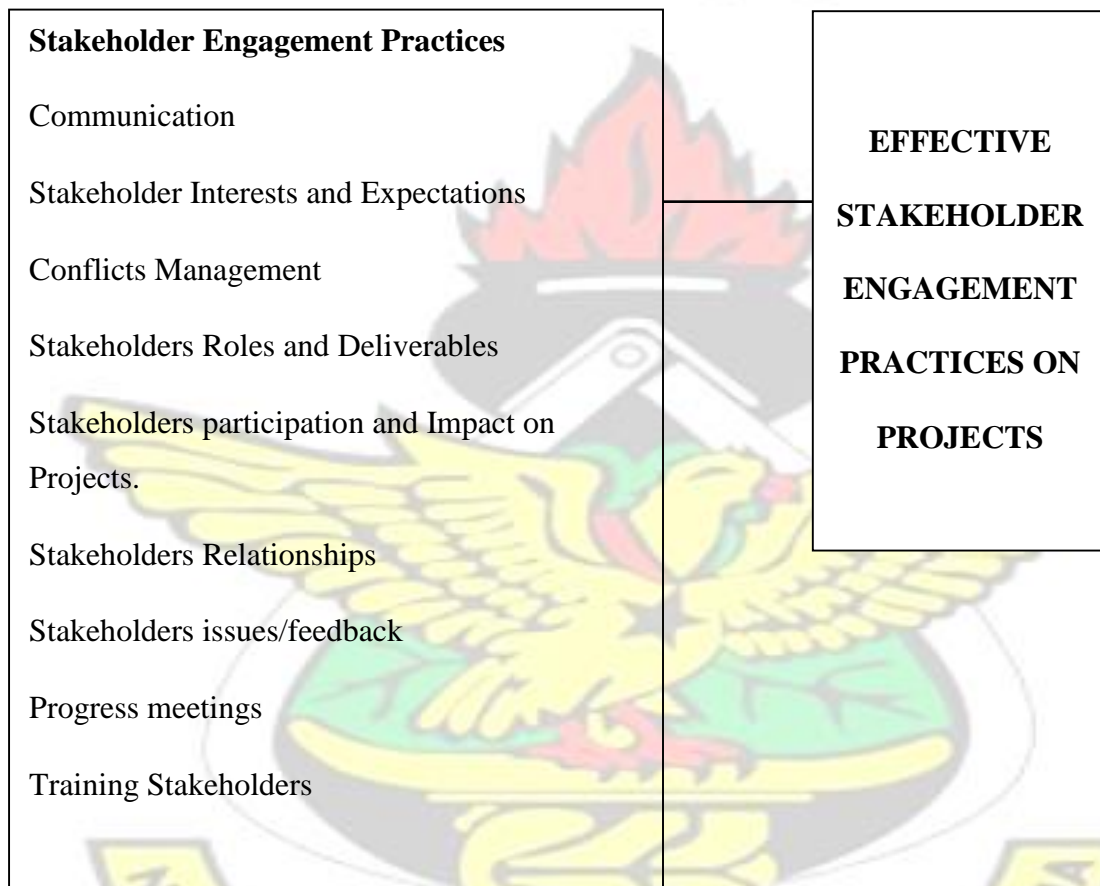 Stakeholder Engagement Practices
Communication
Stakeholder Interests and Expectations
Conflicts Management
Stakeholders Roles and Deliverables
Stakeholders participation and Impact on
Projects.
Stakeholders Relationships
Stakeholders issues/feedback
Progress meetings
Training Stakeholders
EFFECTIVE
STAKEHOLDER
ENGAGEMENT
PRACTICES ON
PROJECTS